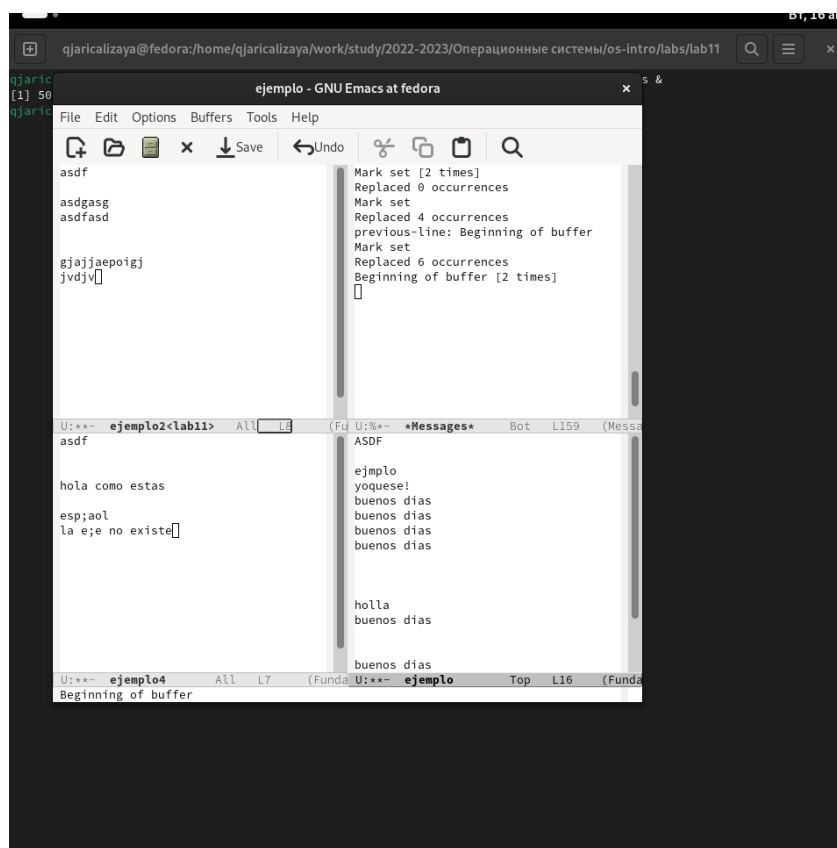 Вт, 16
qjaricalizaya@fedora:/home/qjaricalizaya/work/study/2022-2023/Операционные системы/os-intro/labs/lab11
qjaric
s &
[1] 50
qjaric
ejemplo - GNU Emacs at fedora
File Edit Options Buffers Tools Help
Save Undo
asdf
asdgasg
asdfasd
gjajjaepoigj
jvdjv
U:**- ejemplo2<lab11> All L8 (Fu
Mark set [2 times]
Replaced 0 occurrences
Mark set
Replaced 4 occurrences
previous-line: Beginning of buffer
Mark set
Replaced 6 occurrences
Beginning of buffer [2 times]
U:%*- *Messages* Bot L159 (Messa
asdf
hola como estas
esp;aol
la e;e no existe
U:**- ejemplo4 All L7 (Funda
ASDF
ejmplo
yoquese!
buenos dias
buenos dias
buenos dias
buenos dias
holla
buenos dias
buenos dias
U:**- ejemplo Top L16 (Funda
Beginning of buffer